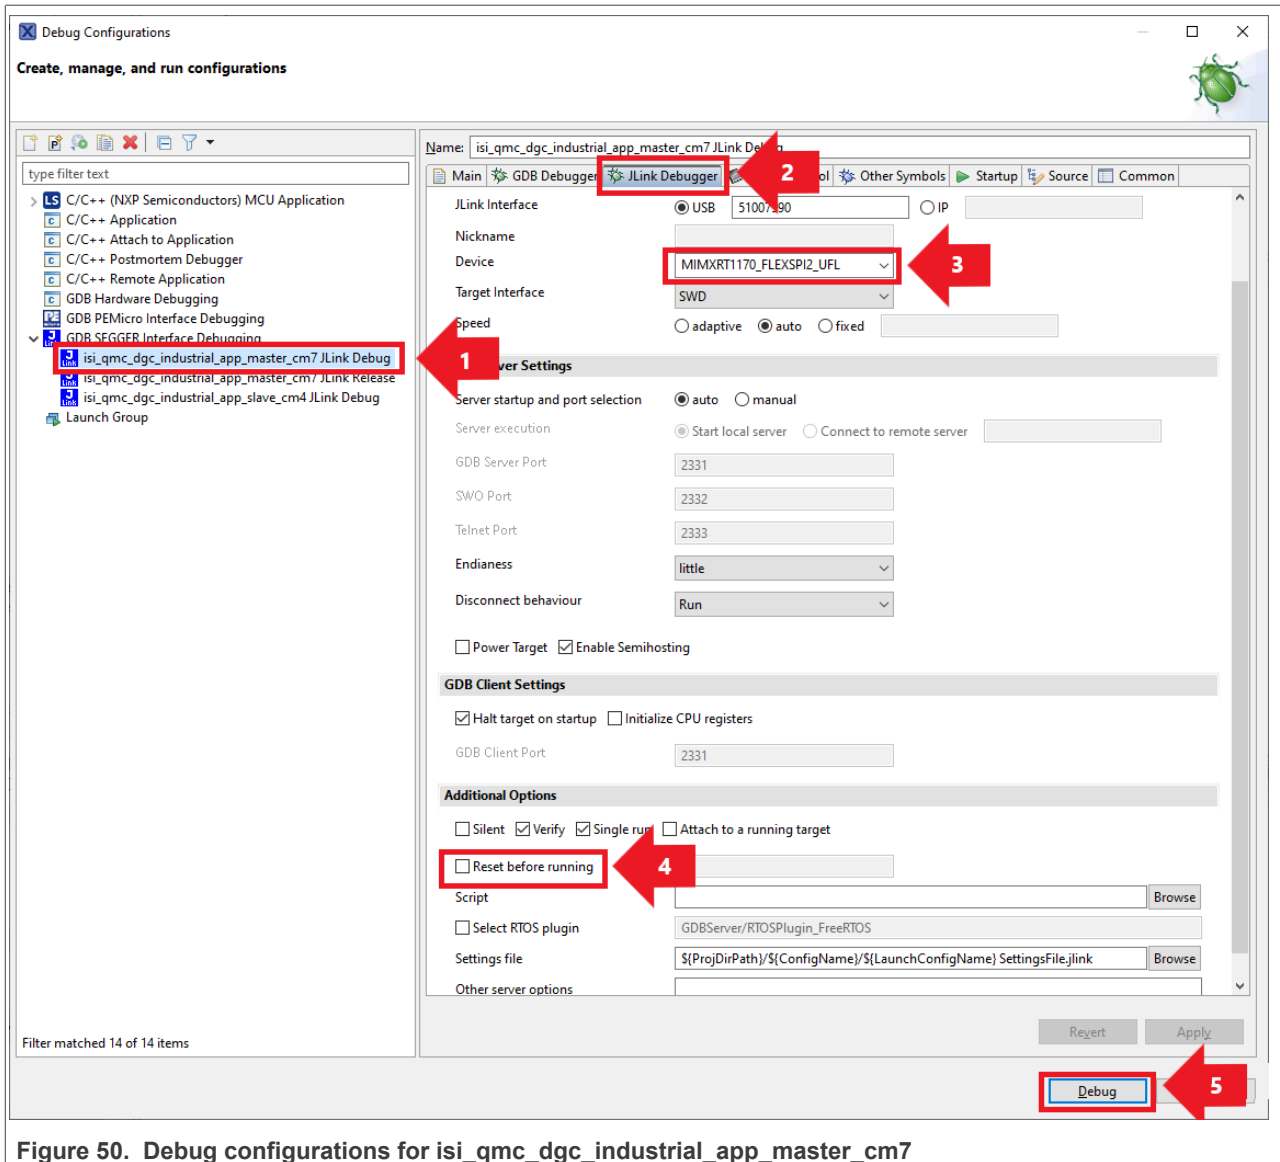 Debug Configurations
Create, manage, and run configurations
type filter text
C/C++ (NXP Semiconductors) MCU Application
C/C++ Application
C/C++ Attach to Application
C/C++ Postmortem Debugger
C/C++ Remote Application
GDB Hardware Debugging
GDB PEMicro Interface Debugging
GDB SEGGER Interface Debugging
isi_qmc_dgc_industrial_app_master_cm7 JLink Debug
isi_qmc_dgc_industrial_app_master_cm7 JLink Release
isi_qmc_dgc_industrial_app_slave_cm4 JLink Debug
Launch Group
Filter matched 14 of 14 items
1
Name: isi_qmc_dgc_industrial_app_master_cm7 JLink
2
Main GDB Debugger JLink Debugger Other Symbols Startup Source Common
JLink Interface USB IP
Nickname
Device MIMXRT1170_FLEXSPI2_UFL
3
Target Interface SWD
Speed adaptive auto fixed
Settings
Server startup and port selection auto manual
Server execution Start local server Connect to remote server
GDB Server Port 2331
SWO Port 2332
Telnet Port 2333
Endianess little
Disconnect behaviour Run
Power Target Enable Semihosting
GDB Client Settings
Halt target on startup Initialize CPU registers
GDB Client Port 2331
Additional Options
Silent Verify Single run Attach to a running target
Reset before running
4
Script Browse
Select RTOS plugin GDBServer/RTOSPlugin_FreeRTOS
Settings file ${ProjDirPath}/${ConfigName}/${LaunchConfigName} SettingsFile.jlink Browse
Other server options
Revert Apply
Debug
5
Figure 50. Debug configurations for isi_qmc_dgc_industrial_app_master_cm7